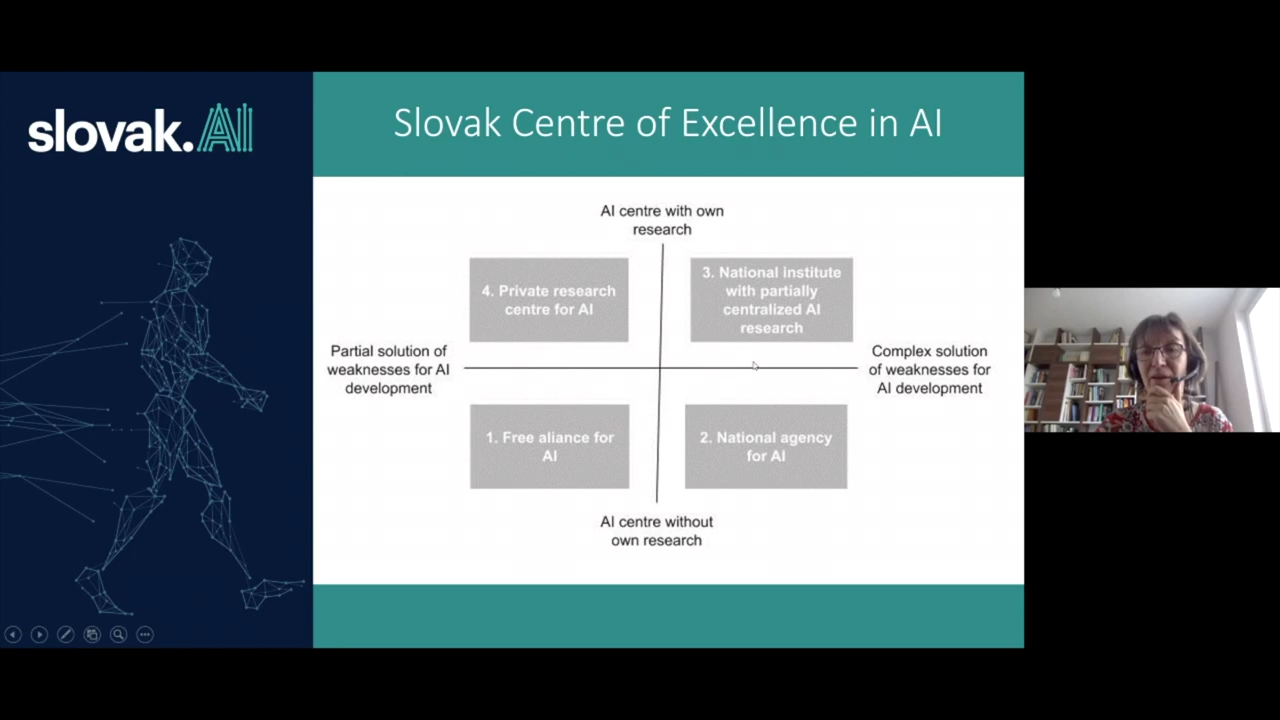 slovak.AI
Slovak Centre of Excellence in AI
AI centre with own
research
4. Private research
centre for AI
3. National institute
with partially
centralized AI
research
Partial solution of
weaknesses for AI
development
Complex solution
of weaknesses for
AI development
1. Free aliance for
AI
2. National agency
for AI
AI centre without
own research